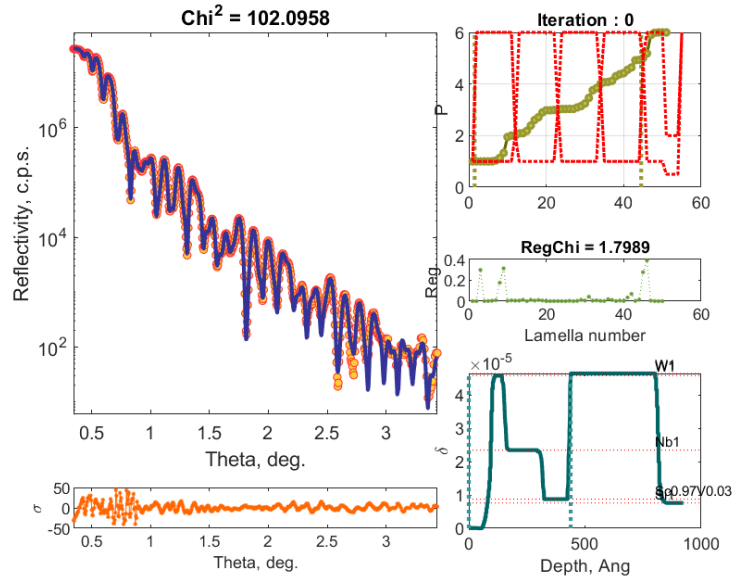 Chi² = 102.0958
Reflectivity, c.p.s.
10⁶
10⁴
10²
0.5 1 1.5 2 2.5 3
Theta, deg.
50
0
-50
σ
0.5 1 1.5 2 2.5 3
Theta, deg.
Iteration : 0
P
6
4
2
0
0 20 40 60
RegChi = 1.7989
Reg.
0.4
0.2
0
0 20 40 60
Lamella number
×10⁻⁵
δ
4
3
2
1
0
W1
Nb1
0 500 1000
Depth, Ang